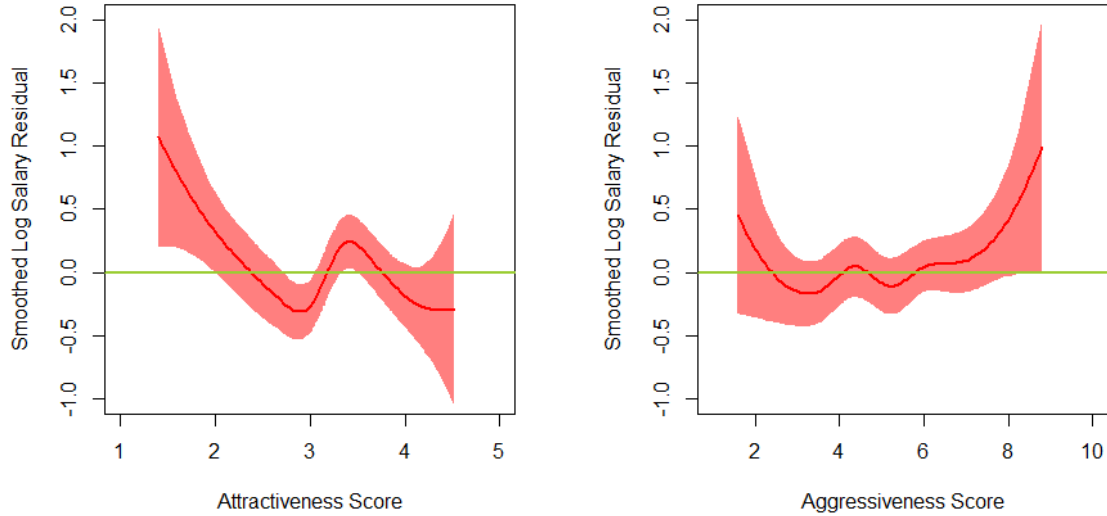 Smoothed Log Salary Residual
2.0
1.5
1.0
0.5
0.0
-0.5
-1.0
1 2 3 4 5
Attractiveness Score
Smoothed Log Salary Residual
2.0
1.5
1.0
0.5
0.0
-0.5
-1.0
2 4 6 8 10
Aggressiveness Score